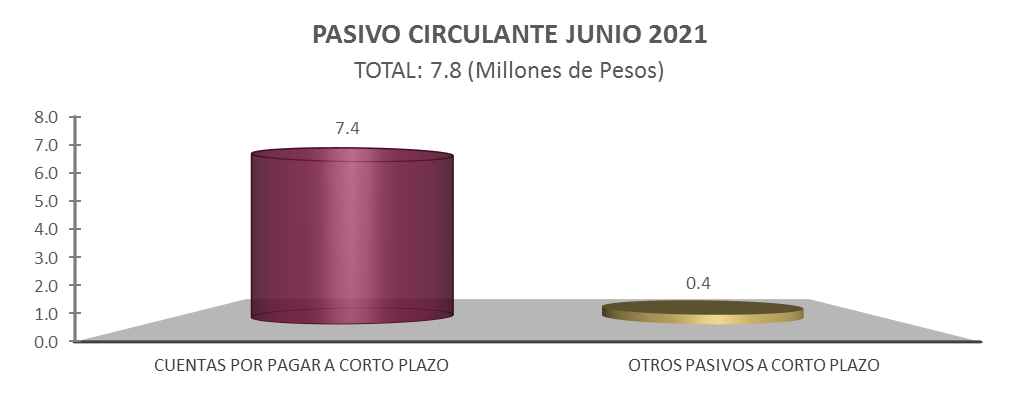 PASIVO CIRCULANTE JUNIO 2021
TOTAL: 7.8 (Millones de Pesos)
8.0
7.0
6.0
5.0
4.0
3.0
2.0
1.0
0.0
7.4
0.4
CUENTAS POR PAGAR A CORTO PLAZO
OTROS PASIVOS A CORTO PLAZO